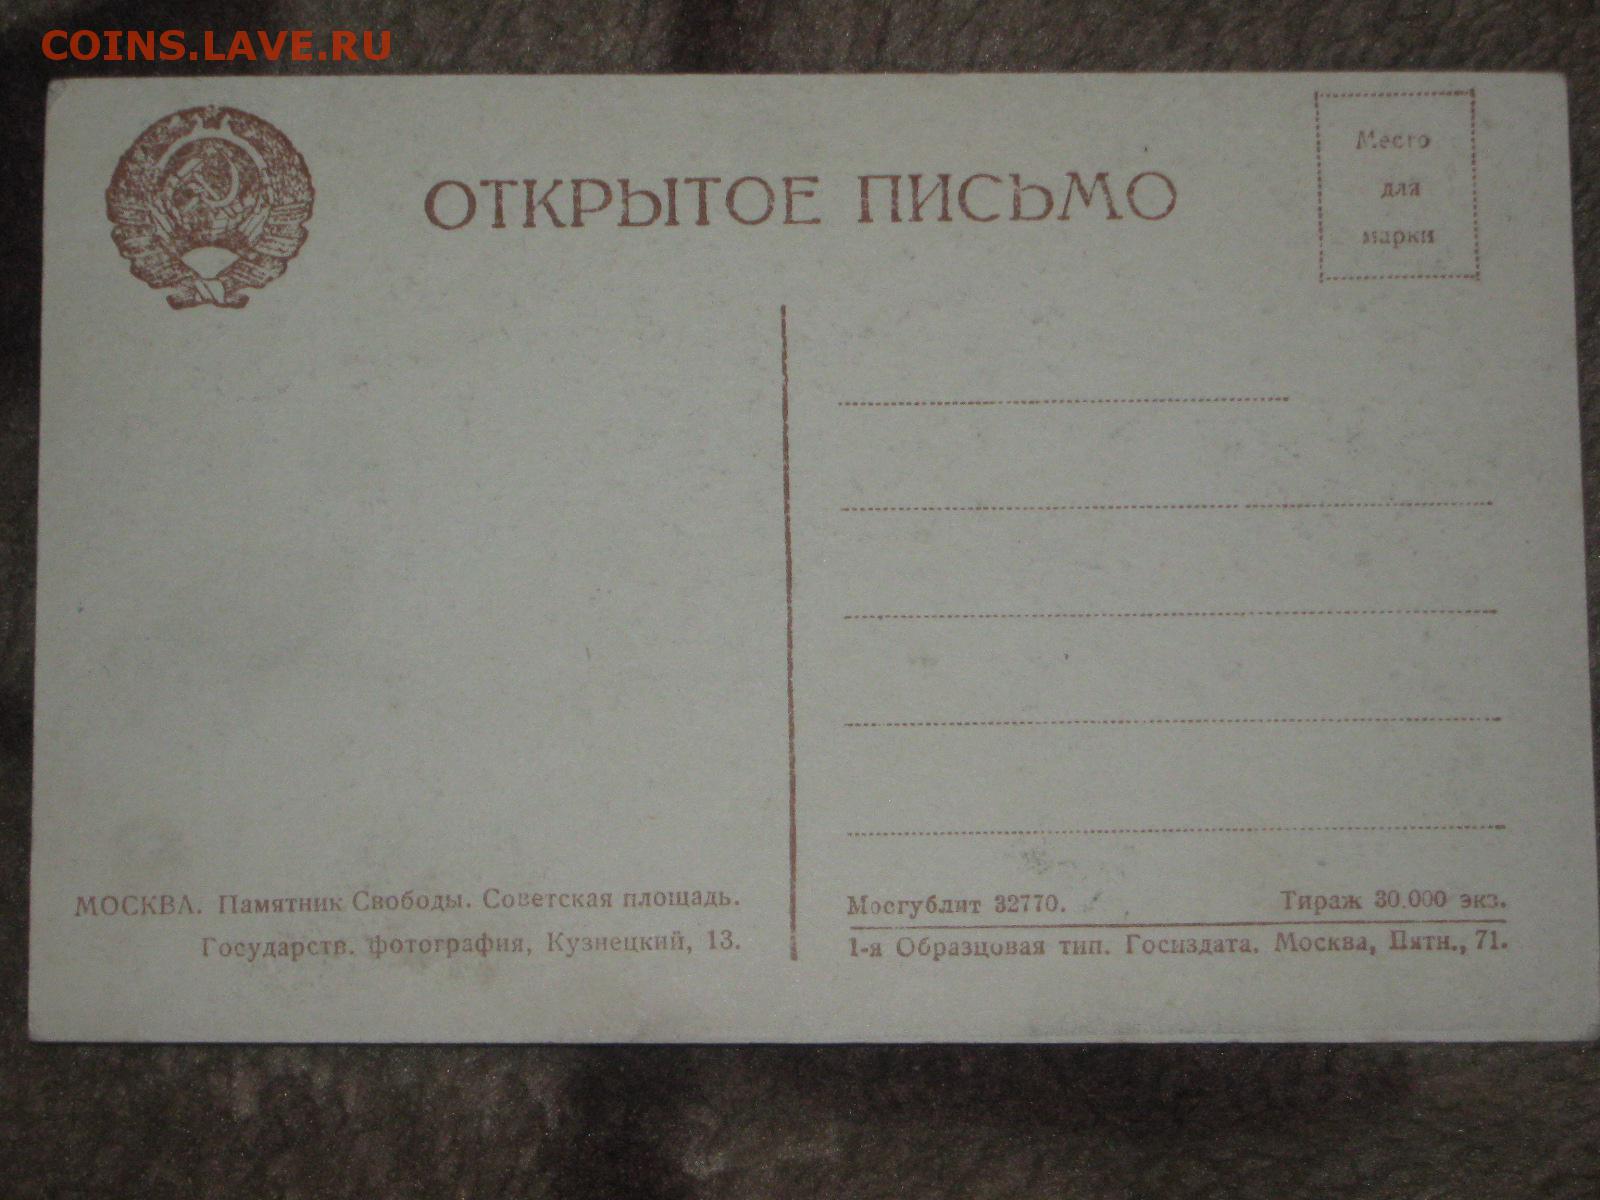 COINS.LAVE.RU
ОТКРЫТОЕ ПИСЬМО
Место
для
марки
МОСКВА. Памятник Свободы. Советская площадь.
Государств. фотография, Кузнецкий, 13.
Мосгублит 32770. Тираж 30.000 экз.
1-я Образцовая тип. Госиздата. Москва, Пятн., 71.